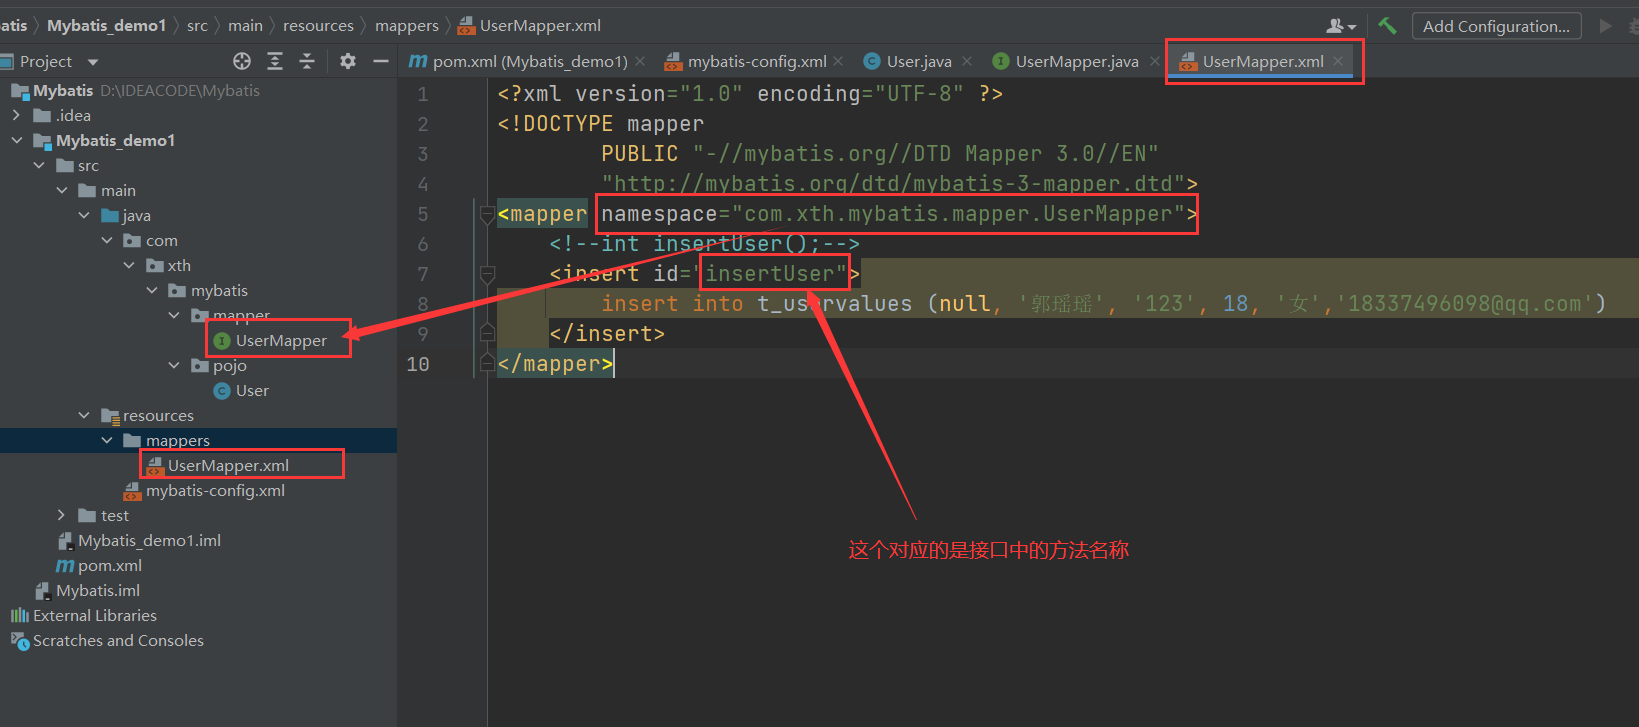 atis Mybatis_demo1 src main resources mappers UserMapper.xml Add Configuration...
Project pom.xml (Mybatis_demo1) mybatis-config.xml User.java UserMapper.java UserMapper.xml
Mybatis D:\IDEACODE\Mybatis
.idea
Mybatis_demo1
src
main
java
com
xth
mybatis
mapper
UserMapper
pojo
User
resources
mappers
UserMapper.xml
mybatis-config.xml
test
Mybatis_demo1.iml
pom.xml
Mybatis.iml
External Libraries
Scratches and Consoles
1 <?xml version="1.0" encoding="UTF-8" ?>
2 <!DOCTYPE mapper
3 PUBLIC "-//mybatis.org//DTD Mapper 3.0//EN"
4 "http://mybatis.org/dtd/mybatis-3-mapper.dtd">
5 <mapper namespace="com.xth.mybatis.mapper.UserMapper">
6 <!--int insertUser();-->
7 <insert id="insertUser">
8 insert into t_uservalues (null, '郭瑶瑶', '123', 18, '女','18337496098@qq.com')
9 </insert>
10 </mapper>
这个对应的是接口中的方法名称